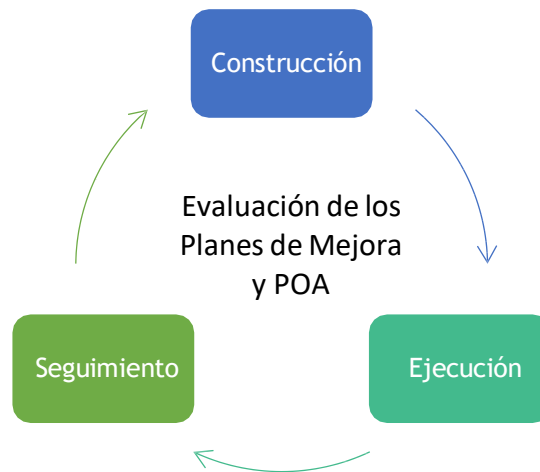 Construcción
Evaluación de los
Planes de Mejora
y POA
Seguimiento
Ejecución